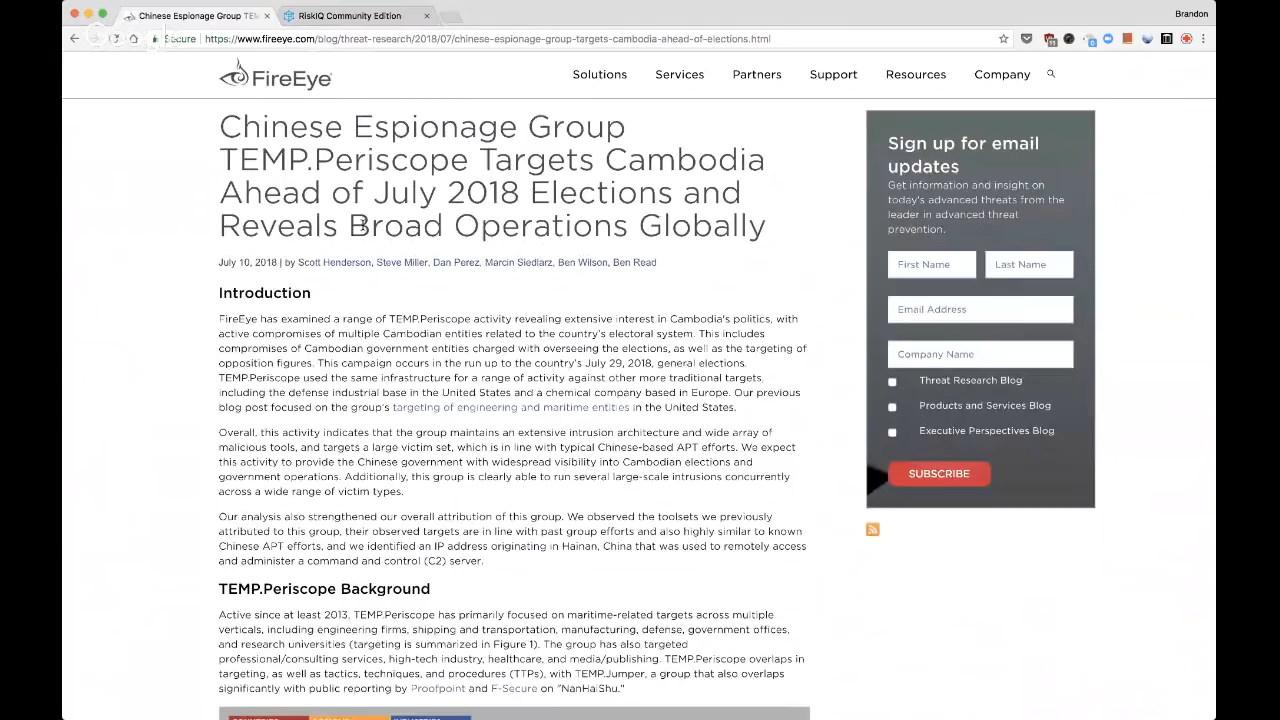 Chinese Espionage Group TEM
RiskIQ Community Edition
Brandon
Secure
https://www.fireeye.com/blog/threat-research/2018/07/chinese-espionage-group-targets-cambodia-ahead-of-elections.html
FireEye
Solutions
Services
Partners
Support
Resources
Company
Chinese Espionage Group
TEMP.Periscope Targets Cambodia
Ahead of July 2018 Elections and
Reveals Broad Operations Globally
July 10, 2018 | by Scott Henderson, Steve Miller, Dan Perez, Marcin Siedlarz, Ben Wilson, Ben Read
Introduction
FireEye has examined a range of TEMP.Periscope activity revealing extensive interest in Cambodia's politics, with
active compromises of multiple Cambodian entities related to the country's electoral system. This includes
compromises of Cambodian government entities charged with overseeing the elections, as well as the targeting of
opposition figures. This campaign occurs in the run up to the country's July 29, 2018, general elections.
TEMP.Periscope used the same infrastructure for a range of activity against other more traditional targets,
including the defense industrial base in the United States and a chemical company based in Europe. Our previous
blog post focused on the group's targeting of engineering and maritime entities in the United States.
Overall, this activity indicates that the group maintains an extensive intrusion architecture and wide array of
malicious tools, and targets a large victim set, which is in line with typical Chinese-based APT efforts. We expect
this activity to provide the Chinese government with widespread visibility into Cambodian elections and
government operations. Additionally, this group is clearly able to run several large-scale intrusions concurrently
across a wide range of victim types.
Our analysis also strengthened our overall attribution of this group. We observed the toolsets we previously
attributed to this group, their observed targets are in line with past group efforts and also highly similar to known
Chinese APT efforts, and we identified an IP address originating in Hainan, China that was used to remotely access
and administer a command and control (C2) server.
TEMP.Periscope Background
Active since at least 2013, TEMP.Periscope has primarily focused on maritime-related targets across multiple
verticals, including engineering firms, shipping and transportation, manufacturing, defense, government offices,
and research universities (targeting is summarized in Figure 1). The group has also targeted
professional/consulting services, high-tech industry, healthcare, and media/publishing. TEMP.Periscope overlaps in
targeting, as well as tactics, techniques, and procedures (TTPs), with TEMP.Jumper, a group that also overlaps
significantly with public reporting by Proofpoint and F-Secure on "NanHaiShu."
Sign up for email
updates
Get information and insight on
today's advanced threats from the
leader in advanced threat
prevention.
First Name
Last Name
Email Address
Company Name
Threat Research Blog
Products and Services Blog
Executive Perspectives Blog
SUBSCRIBE